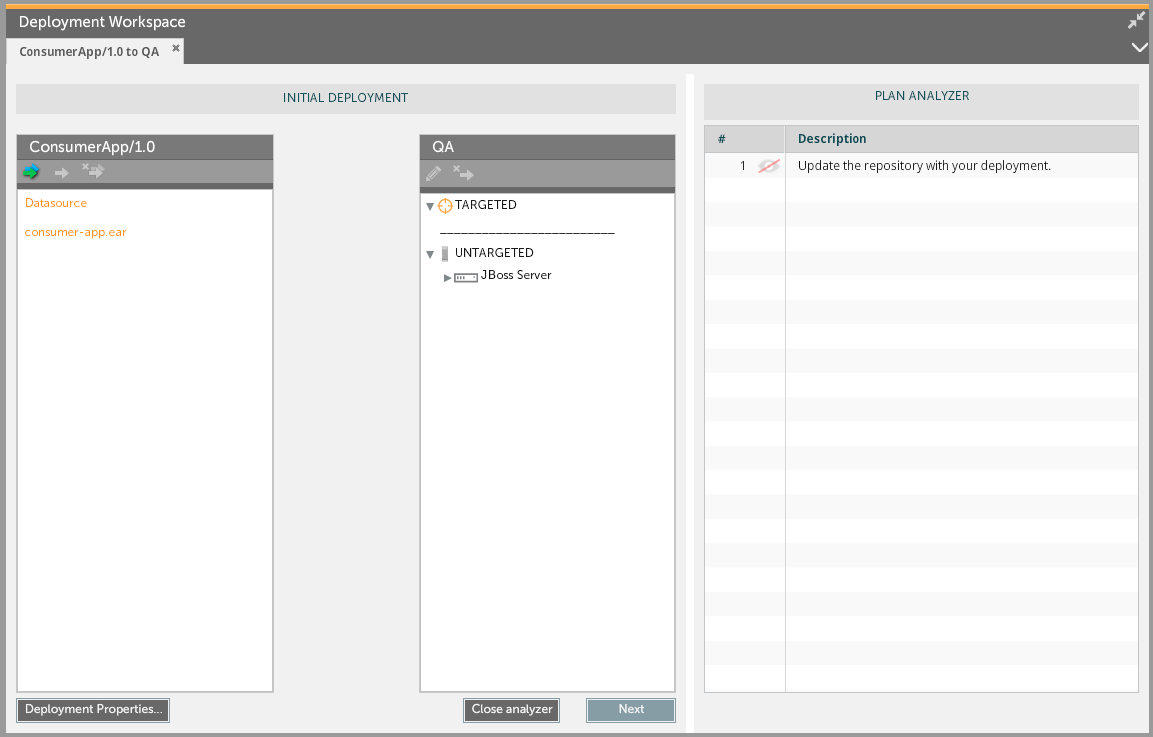 Deployment Workspace
ConsumerApp/1.0 to QA
INITIAL DEPLOYMENT
ConsumerApp/1.0
Datasource
consumer-app.ear
QA
TARGETED
_________________________
UNTARGETED
JBoss Server
Deployment Properties...
Close analyzer
Next
PLAN ANALYZER
# Description
1 Update the repository with your deployment.